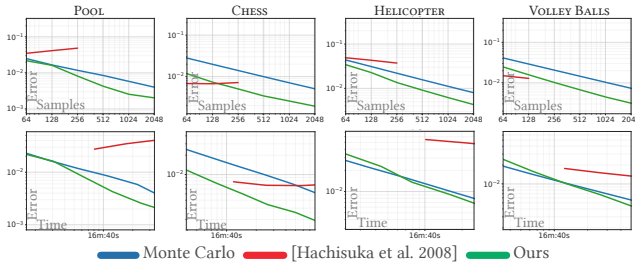 POOL CHESS HELICOPTER VOLLEY BALLS
10⁻¹ 10⁻² 10⁻³ Error Samples 64 128 256 512 1024 2048
10⁻¹ 10⁻² Error Samples 64 128 256 512 1024 2048
10⁻¹ 10⁻² Error Samples 64 128 256 512 1024 2048
10⁻¹ 10⁻² Error Samples 64 128 256 512 1024 2048
10⁻² 10⁻³ Error Time 16m:40s
10⁻² Error Time 16m:40s
10⁻² Error Time 16m:40s
10⁻² Error Time 16m:40s
Monte Carlo [Hachisuka et al. 2008] Ours